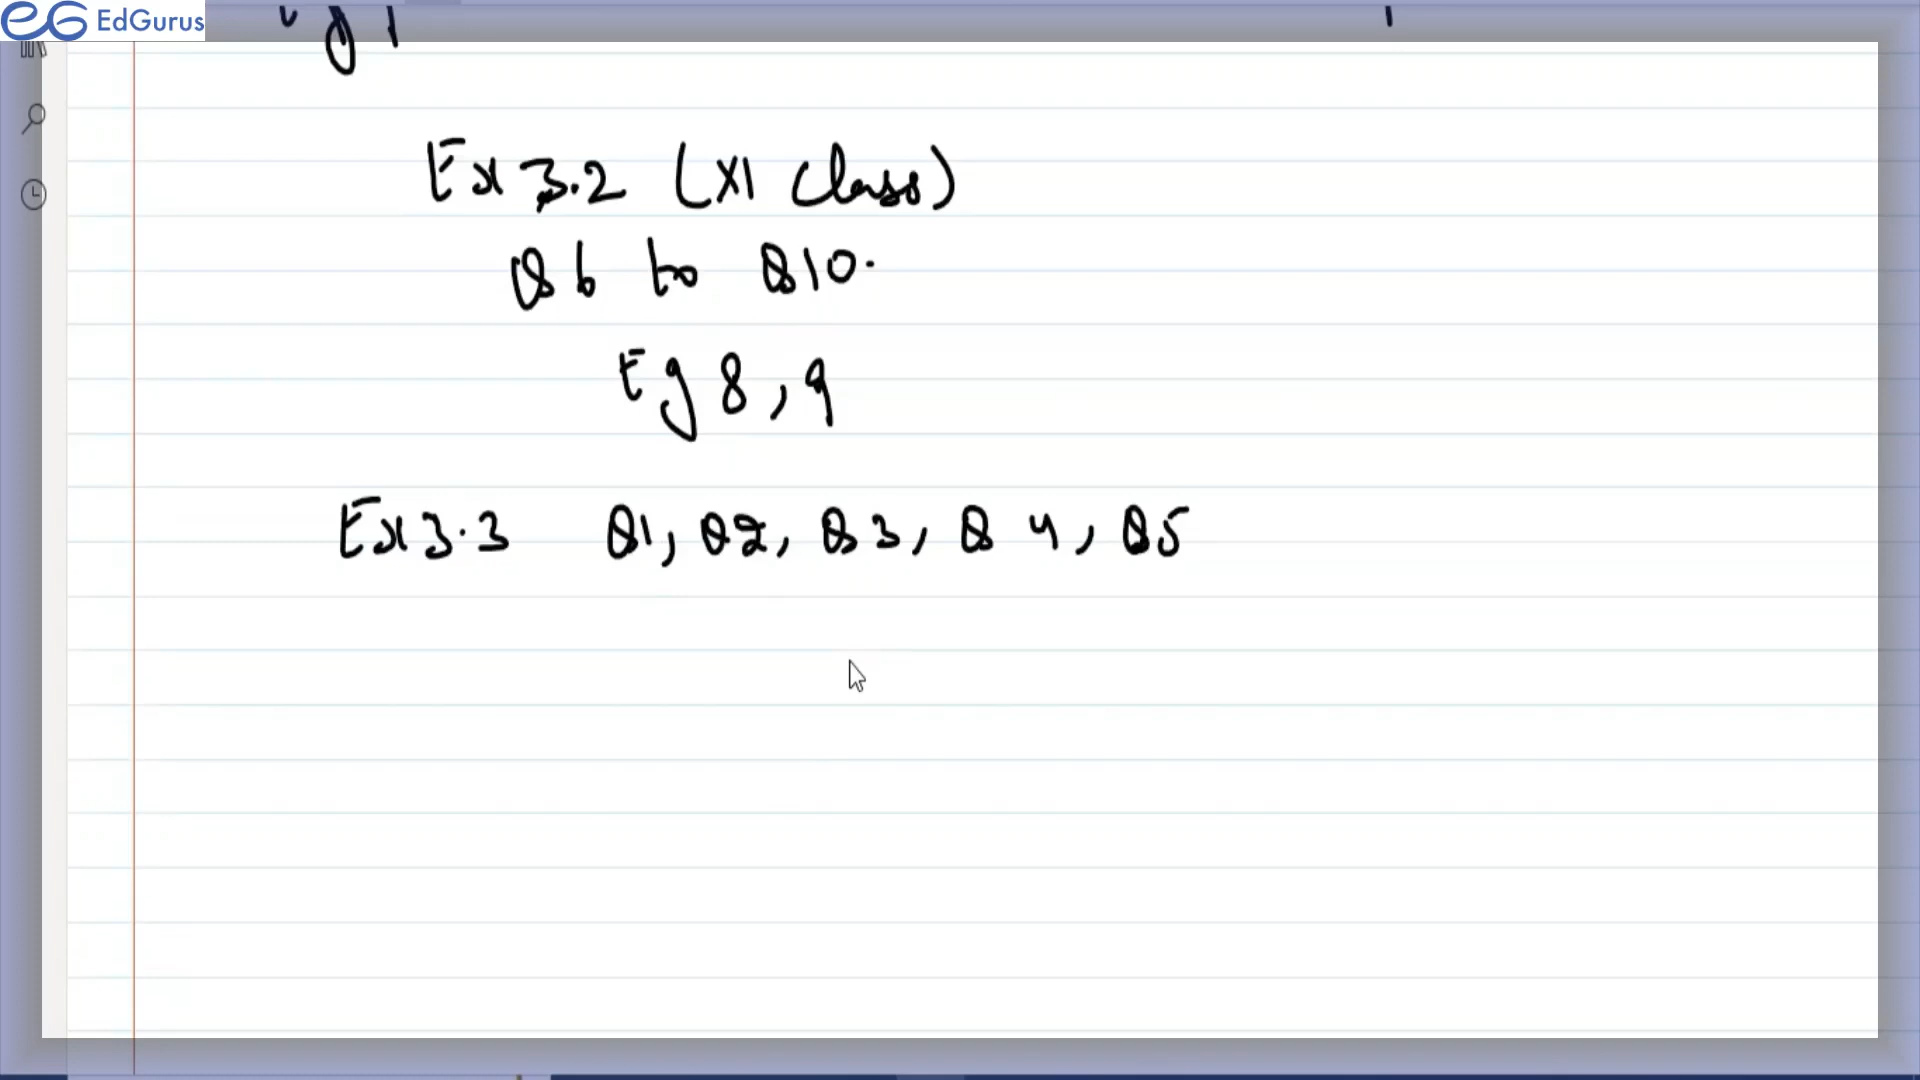 EdGurus
Ex 3.2 (XI Class)
Q6 to Q10.
Eg 8, 9
Ex 3.3 Q1, Q2, Q3, Q4, Q5